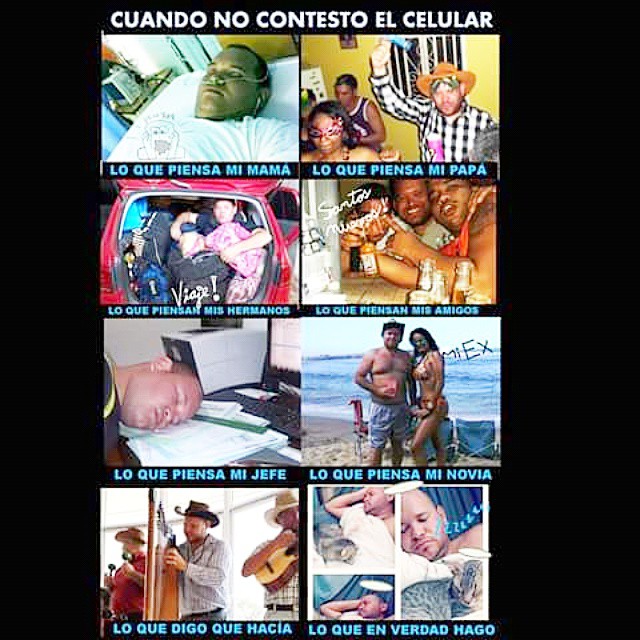 CUANDO NO CONTESTO EL CELULAR
LO QUE PIENSA MI MAMÁ
LO QUE PIENSA MI PAPÁ
Santos
nuevos!
Viaje!
LO QUE PIENSAN MIS HERMANOS
LO QUE PIENSAN MIS AMIGOS
MI EX
LO QUE PIENSA MI JEFE
LO QUE PIENSA MI NOVIA
LO QUE DIGO QUE HACÍA
LO QUE EN VERDAD HAGO